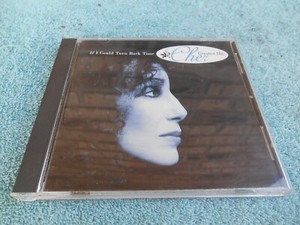 If I Could Turn Back Time
Cher
Greatest Hits